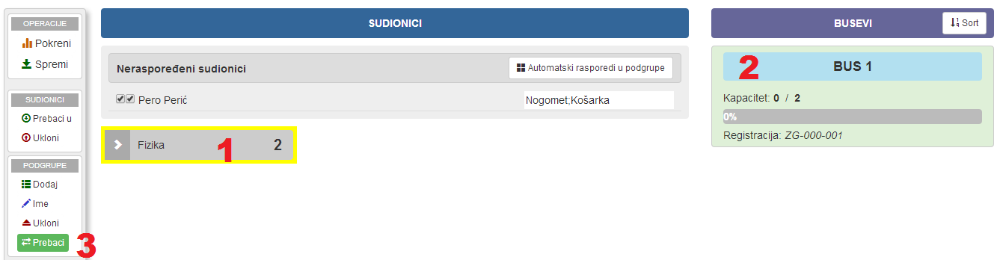 OPERACIJE
Pokreni
Spremi
SUDIONICI
Prebaci u
Ukloni
PODGRUPE
Dodaj
Ime
Ukloni
Prebaci
3
SUDIONICI
Neraspoređeni sudionici
Automatski rasporedi u podgrupe
Pero Perić
Nogomet;Košarka
Fizika 1 2
BUSEVI
Sort
2 BUS 1
Kapacitet: 0 / 2
0%
Registracija: ZG-000-001